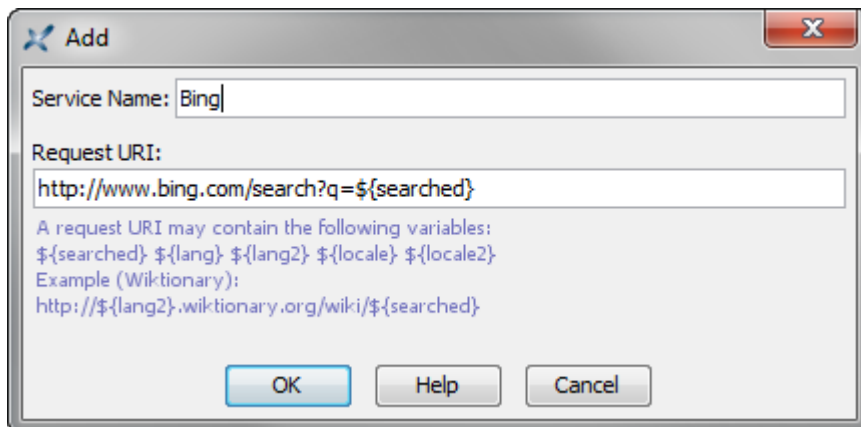 Add
Service Name: Bing
Request URI:
http://www.bing.com/search?q=${searched}
A request URI may contain the following variables:
${searched} ${lang} ${lang2} ${locale} ${locale2}
Example (Wiktionary):
http://${lang2}.wiktionary.org/wiki/${searched}
OK Help Cancel